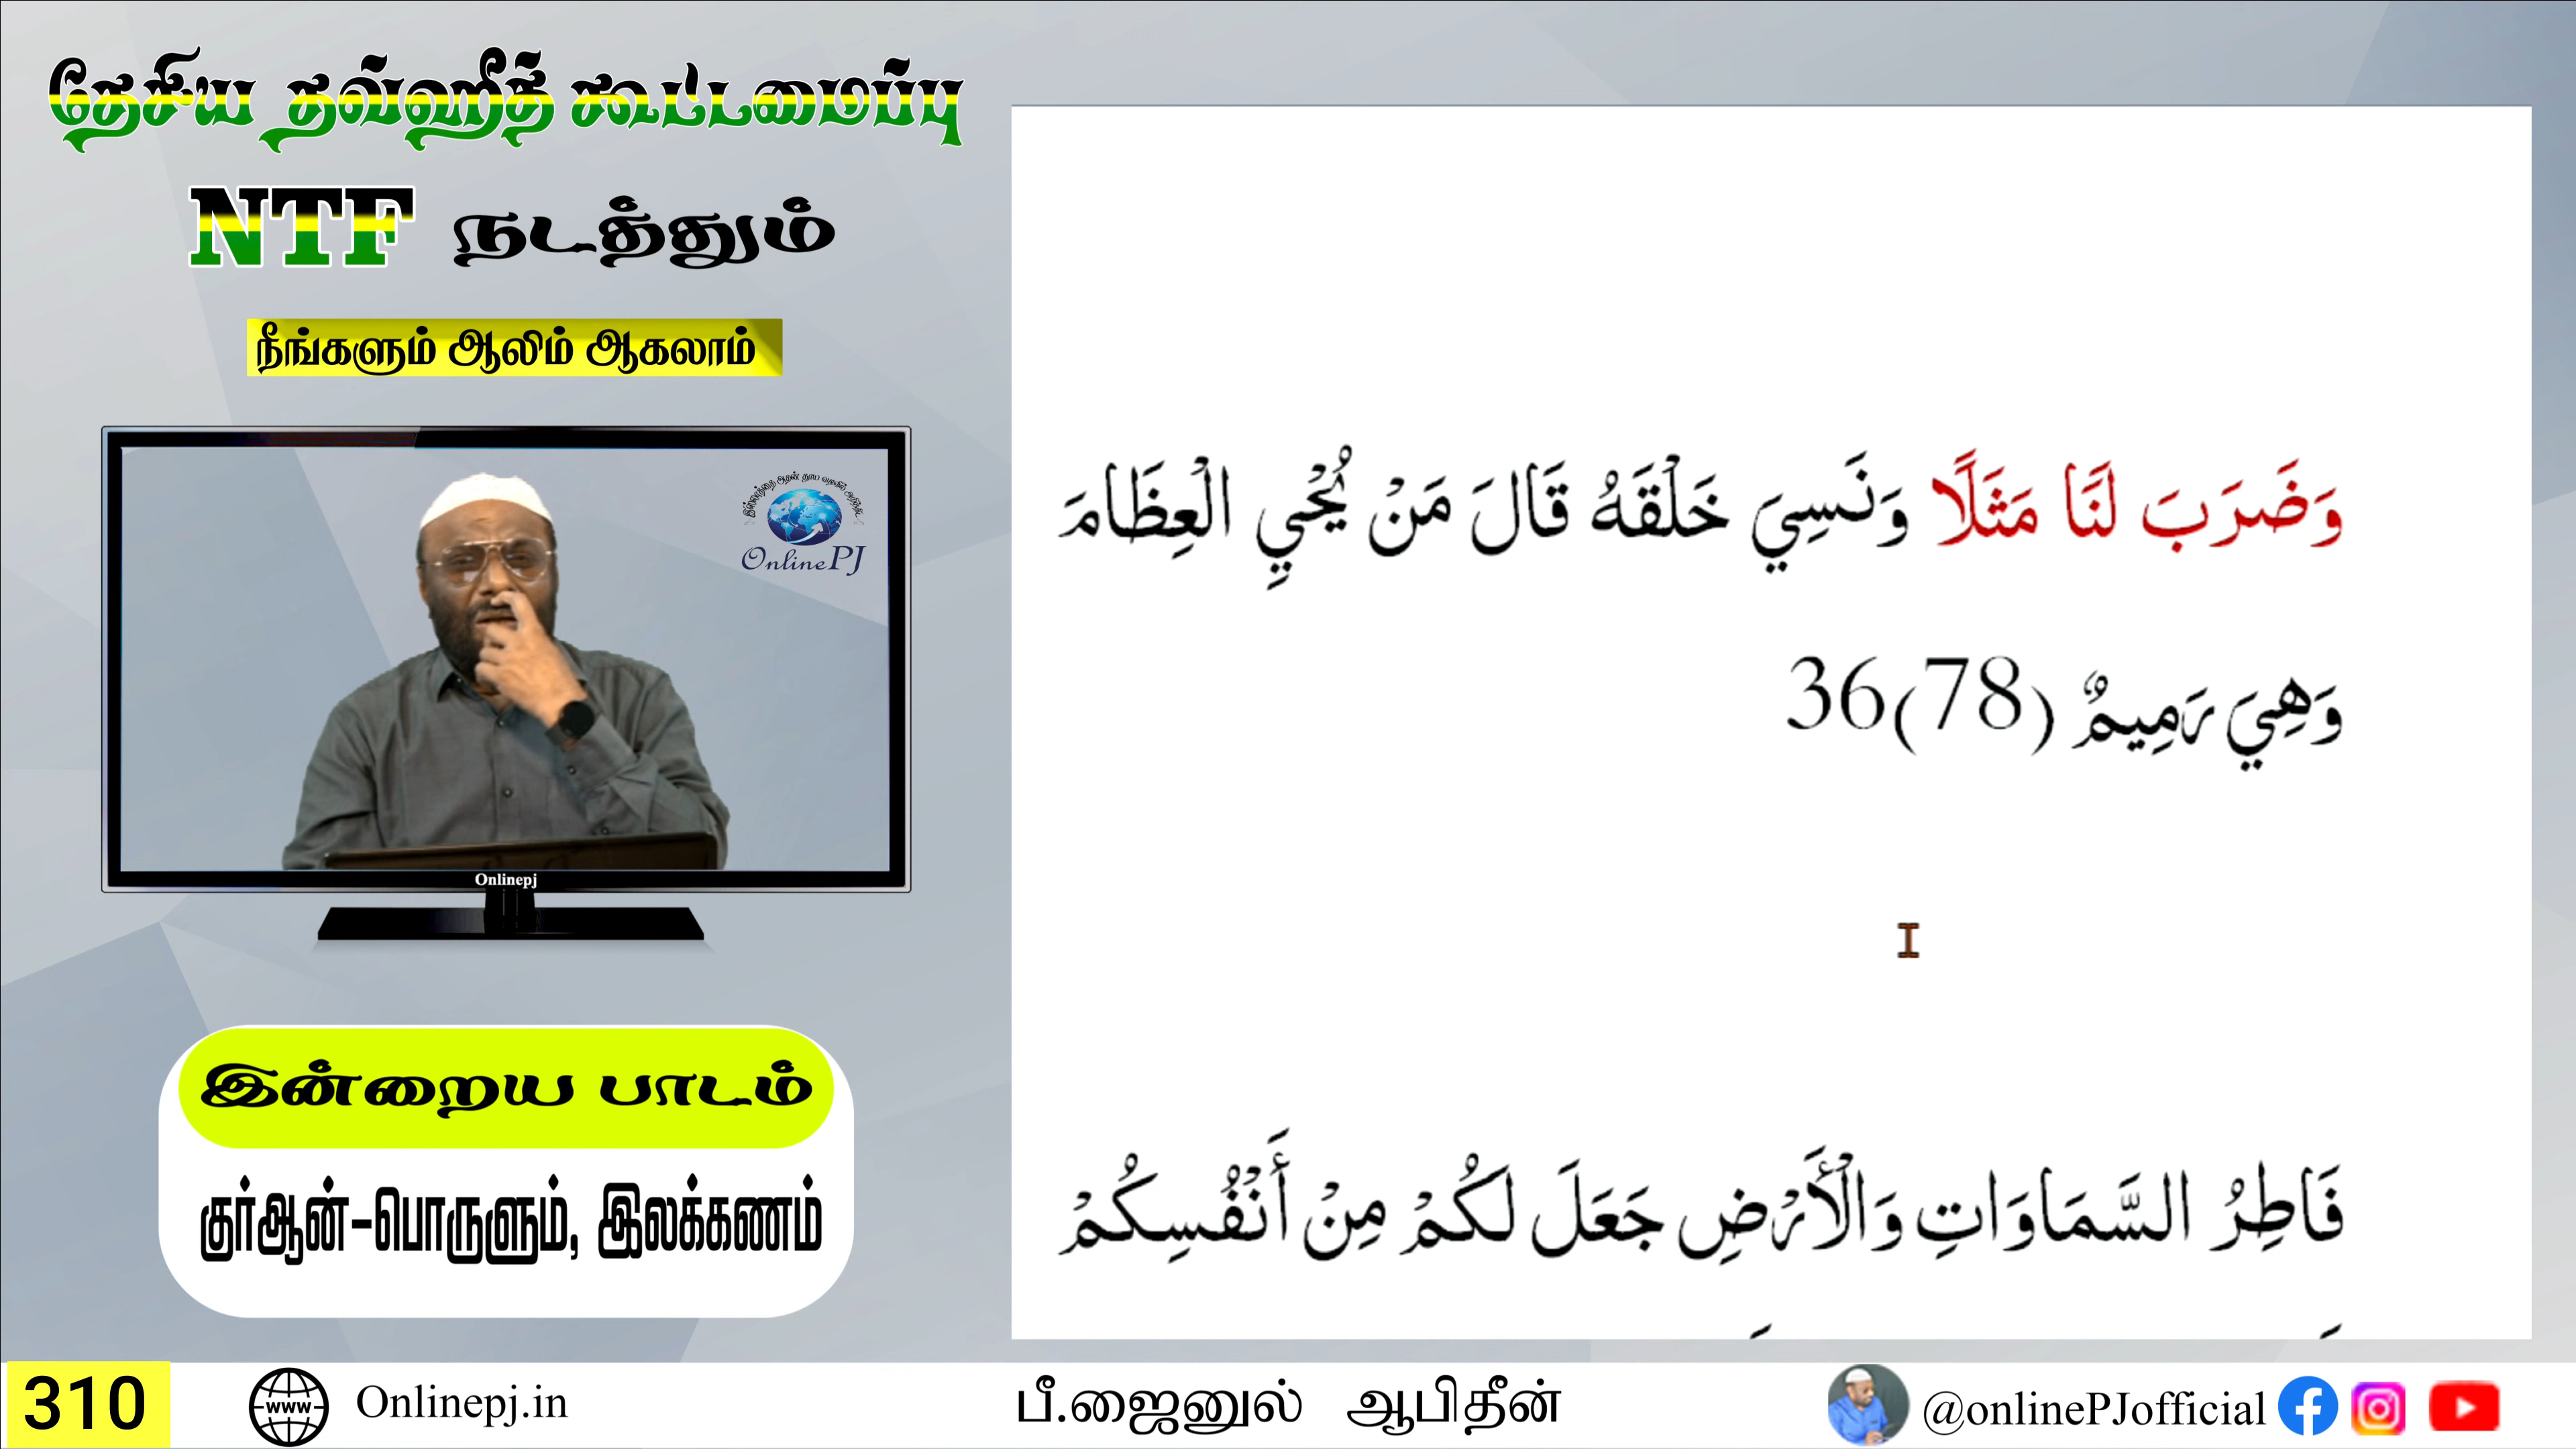 தேசிய தவ்ஹீத் கூட்டமைப்பு
NTF நடத்தும்
நீங்களும் ஆலிம் ஆகலாம்
OnlinePJ
Onlinepj
இன்றைய பாடம்
குர்ஆன்-பொருளும், இலக்கணம்
وَضَرَبَ لَنَا مَثَلًا وَنَسِيَ خَلْقَهُ قَالَ مَنْ يُحْيِ الْعِظَامَ
وَهِيَ رَمِيمٌ (78)36
فَاطِرُ السَّمَاوَاتِ وَالْأَرْضِ جَعَلَ لَكُمْ مِنْ أَنْفُسِكُمْ
310
www
Onlinepj.in
பீ.ஜைனுல் ஆபிதீன்
@onlinePJofficial